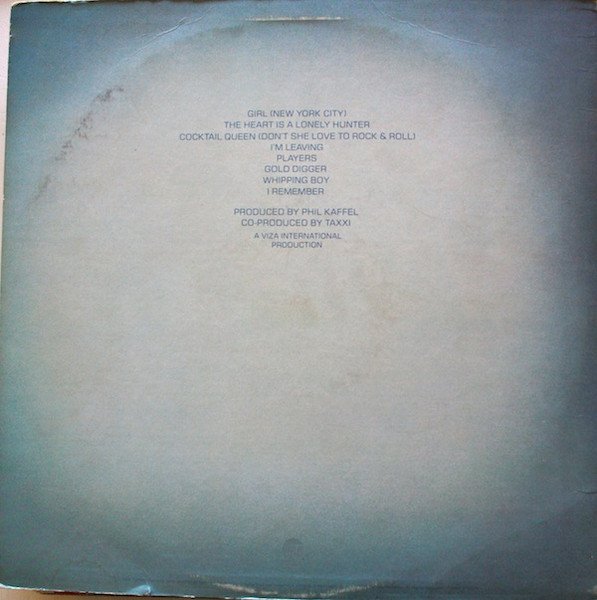 GIRL (NEW YORK CITY)
THE HEART IS A LONELY HUNTER
COCKTAIL QUEEN (DON'T SHE LOVE TO ROCK & ROLL)
I'M LEAVING
PLAYERS
GOLD DIGGER
WHIPPING BOY
I REMEMBER
PRODUCED BY PHIL KAFFEL
CO-PRODUCED BY TAXXI
A VIZA INTERNATIONAL
PRODUCTION